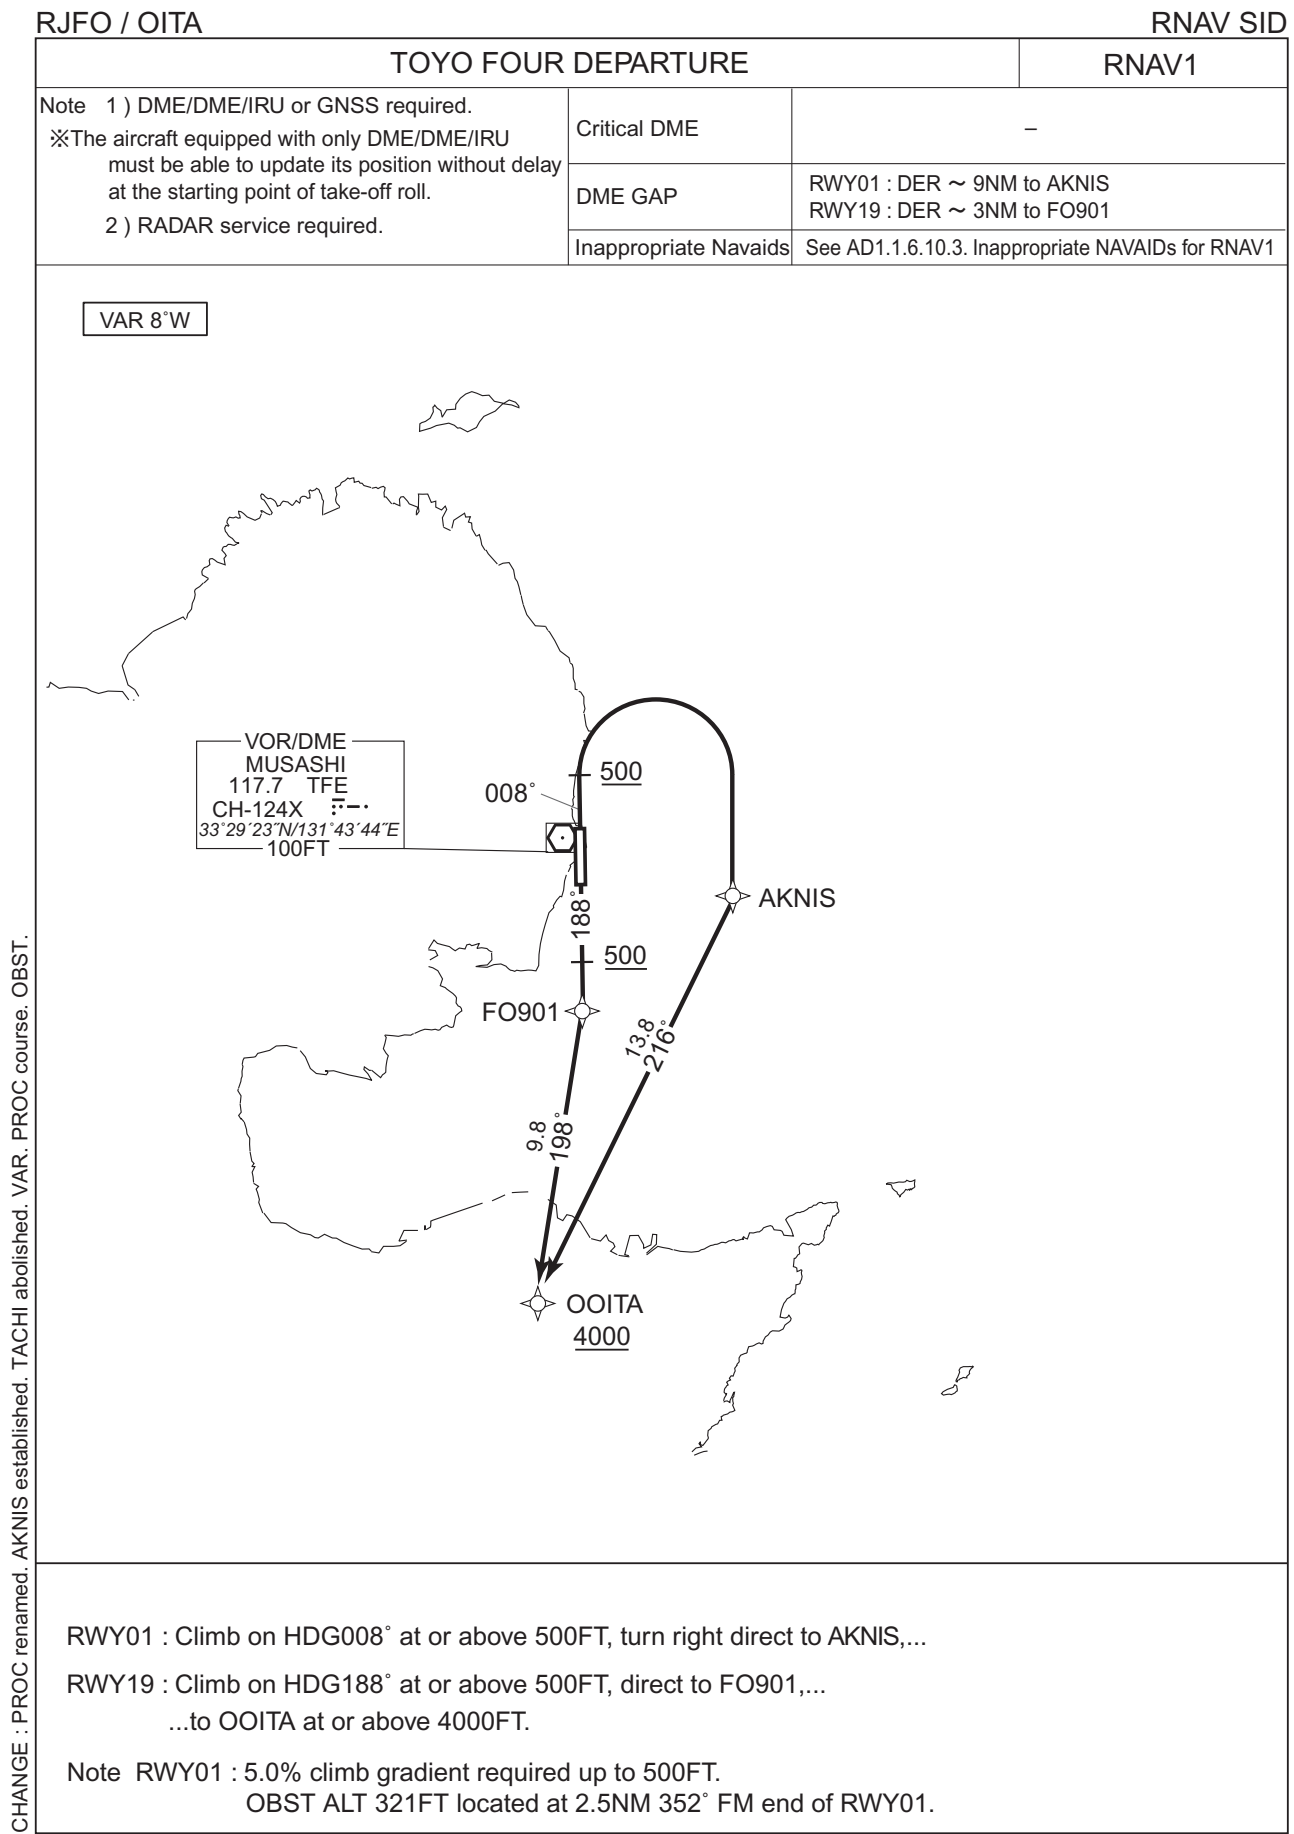 RJFO / OITA
RNAV SID
TOYO FOUR DEPARTURE
RNAV1
Note 1 ) DME/DME/IRU or GNSS required.
※The aircraft equipped with only DME/DME/IRU
must be able to update its position without delay
at the starting point of take-off roll.
2 ) RADAR service required.
Critical DME
–
DME GAP
RWY01 : DER ～ 9NM to AKNIS
RWY19 : DER ～ 3NM to FO901
Inappropriate Navaids
See AD1.1.6.10.3. Inappropriate NAVAIDs for RNAV1
VAR 8˚W
VOR/DME
MUSASHI
117.7 TFE
CH-124X
33˚29´23˝N/131˚43´44˝E
100FT
008˚
500
188˚
500
AKNIS
FO901
13.8
216˚
9.8
198˚
OOITA
4000
RWY01 : Climb on HDG008˚ at or above 500FT, turn right direct to AKNIS,...
RWY19 : Climb on HDG188˚ at or above 500FT, direct to FO901,...
...to OOITA at or above 4000FT.
Note RWY01 : 5.0% climb gradient required up to 500FT.
OBST ALT 321FT located at 2.5NM 352˚ FM end of RWY01.
CHANGE : PROC renamed. AKNIS established. TACHI abolished. VAR. PROC course. OBST.